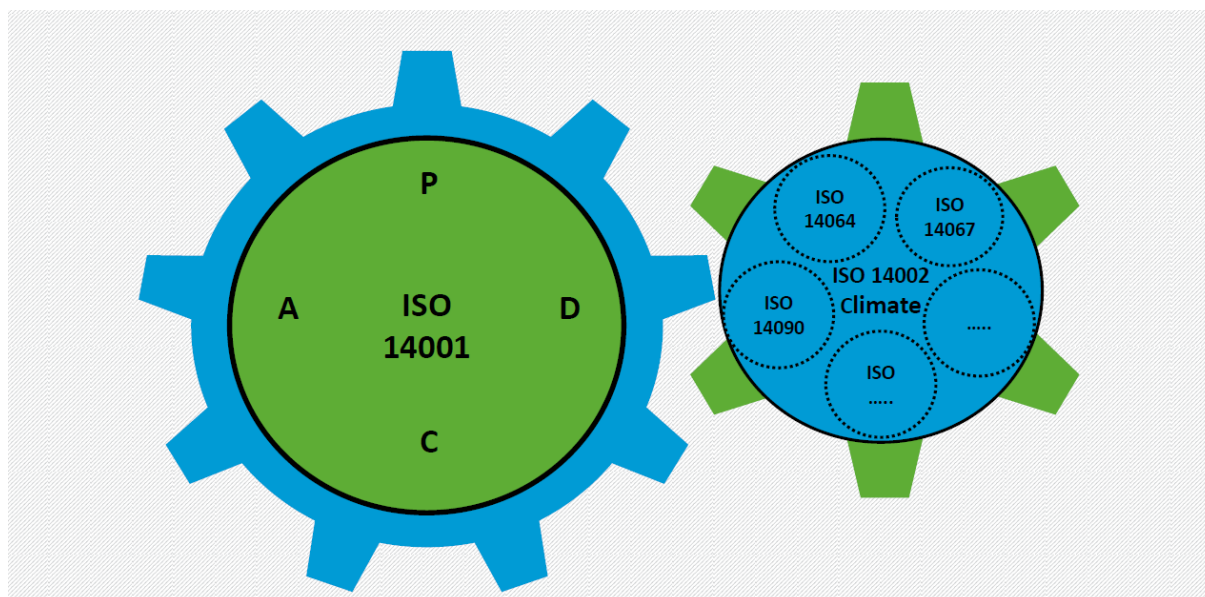 P
A
ISO
14001
D
C
ISO
14064
ISO
14067
ISO 14002
Climate
ISO
14090
.....
ISO
.....